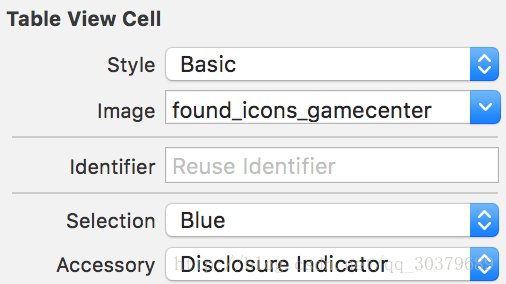 Table View Cell
Style Basic
Image found_icons_gamecenter
Identifier Reuse Identifier
Selection Blue
Accessory Disclosure Indicator